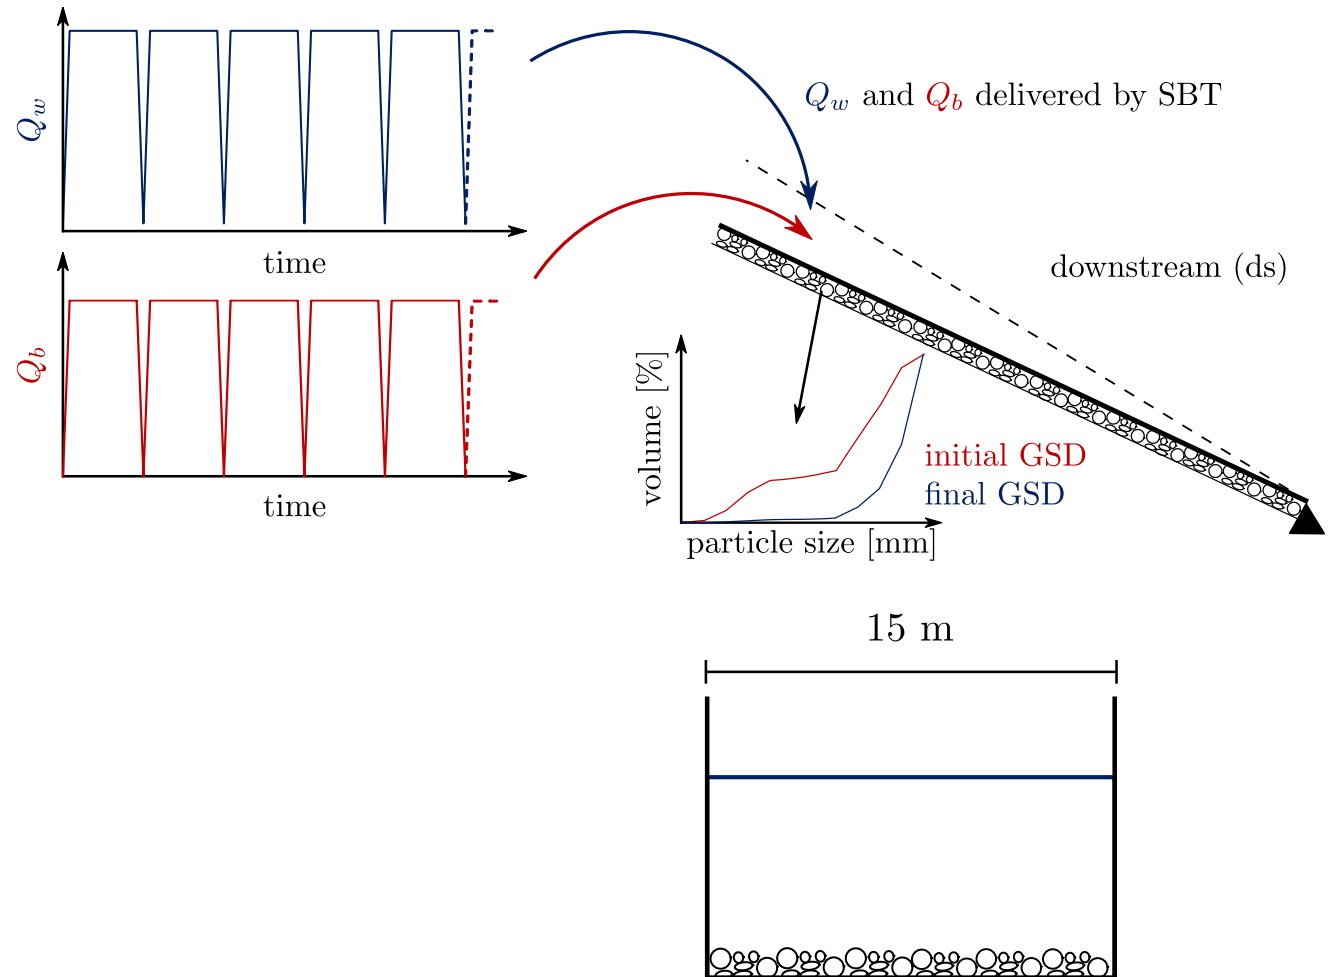 Q_w
time
Q_b
time
Q_w and Q_b delivered by SBT
downstream (ds)
volume [%]
initial GSD
final GSD
particle size [mm]
15 m